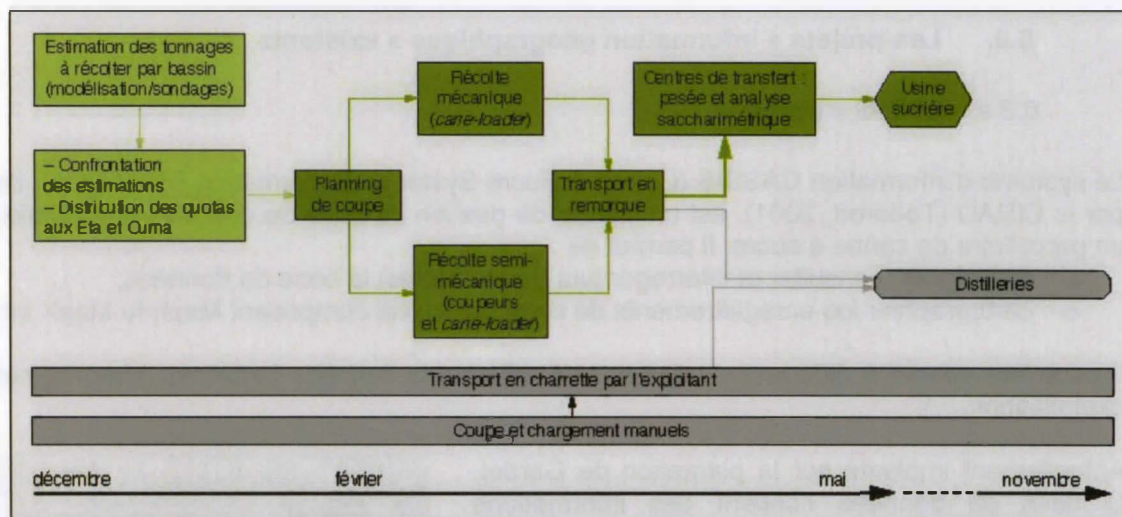 Estimation des tonnages
à récolter par bassin
(modélisation/sondages)
– Confrontation
des estimations
– Distribution des quotas
aux Eta et Cuma
Planning
de coupe
Récolte
mécanique
(cane-loader)
Récolte semi-
mécanique
(coupeurs
et cane-loader)
Transport en
remorque
Centres de transfert :
pesée et analyse
saccharimétrique
Usine
sucrière
Distilleries
Transport en charrette par l'exploitant
Coupe et chargement manuels
décembre
février
mai
novembre